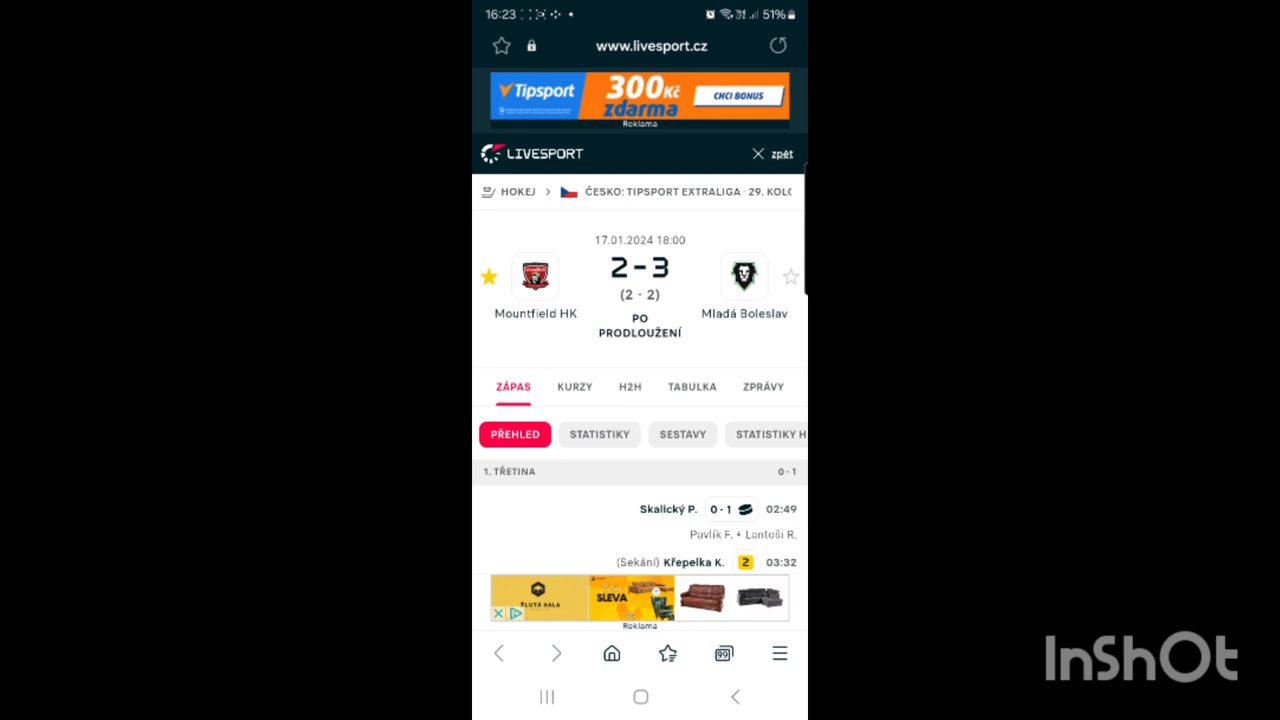 16:23 51%
www.livesport.cz
Tipsport 300Kč zdarma CHCI BONUS
Reklama
LIVESPORT zpět
HOKEJ > ČESKO: TIPSPORT EXTRALIGA · 29. KOLO
17.01.2024 18:00
2-3
(2 - 2)
Mountfield HK Mladá Boleslav
PO
PRODLOUŽENÍ
ZÁPAS KURZY H2H TABULKA ZPRÁVY
PŘEHLED STATISTIKY SESTAVY STATISTIKY H
1. TŘETINA 0 - 1
Skalický P. 0 - 1 02:49
Pavlík F. + Lantoši R.
(Sekání) Křepelka K. 2 03:32
ŽLUTÁ HALA SLEVA
Reklama
99
InShOt